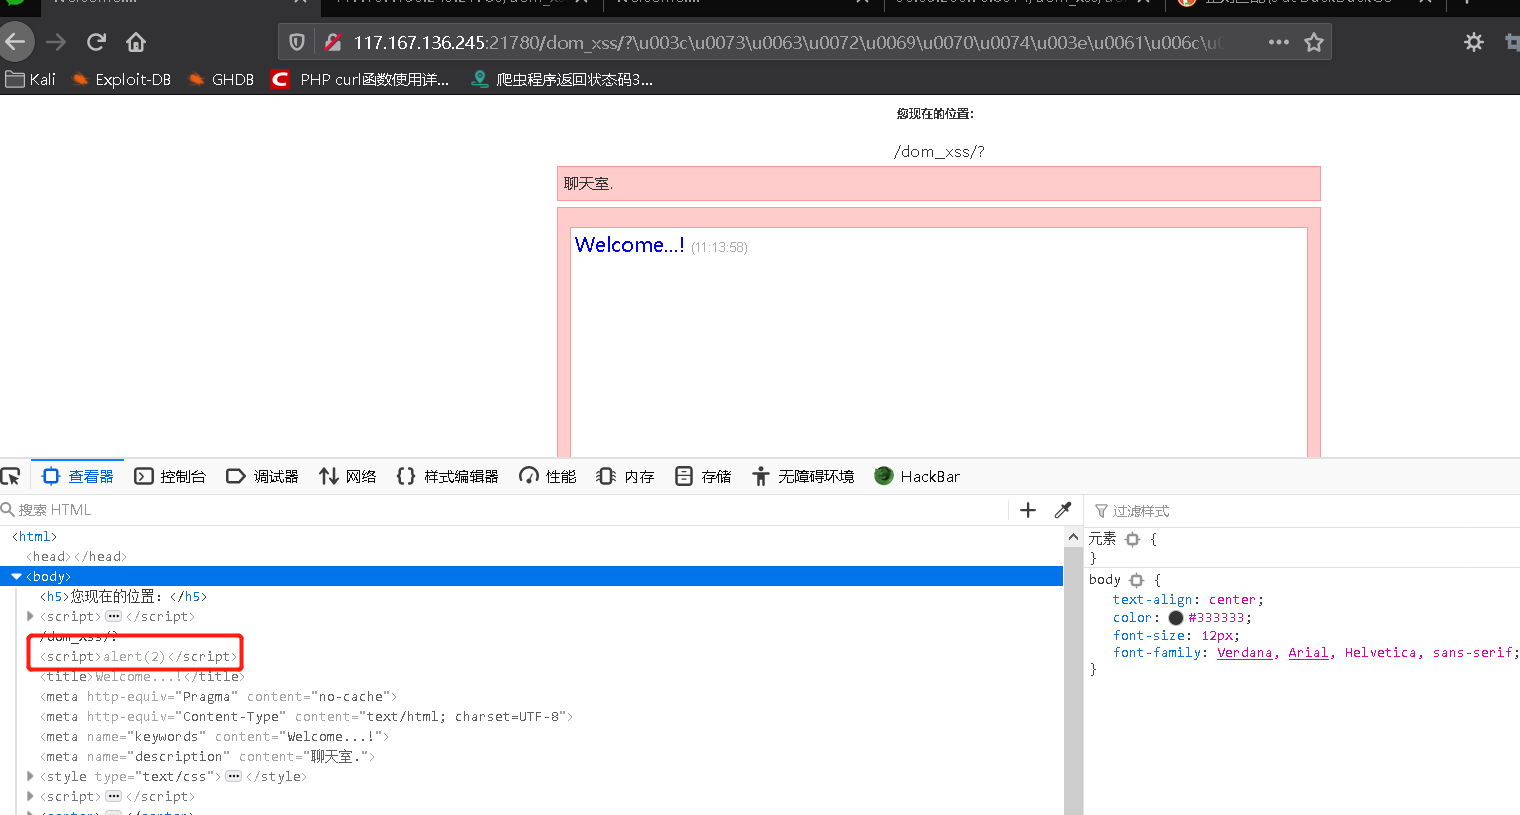 117.167.136.245:21780/dom_xss/?\u003c\u0073\u0063\u0072\u0069\u0070\u0074\u003e\u0061\u006c\u
Kali Exploit-DB GHDB PHP curl函数使用详... 爬虫程序返回状态码3...
您现在的位置：
/dom_xss/?
聊天室.
Welcome...! (11:13:58)
查看器 控制台 调试器 网络 {} 样式编辑器 性能 内存 存储 无障碍环境 HackBar
搜索 HTML
过滤样式
<html>
<head></head>
<body>
<h5>您现在的位置：</h5>
<script></script>
/dom_xss/?
<script>alert(2)</script>
<title>Welcome...!</title>
<meta http-equiv="Pragma" content="no-cache">
<meta http-equiv="Content-Type" content="text/html; charset=UTF-8">
<meta name="keywords" content="Welcome...!">
<meta name="description" content="聊天室.">
<style type="text/css"></style>
<script></script>
元素 {
}
body {
text-align: center;
color: #333333;
font-size: 12px;
font-family: Verdana, Arial, Helvetica, sans-serif;
}